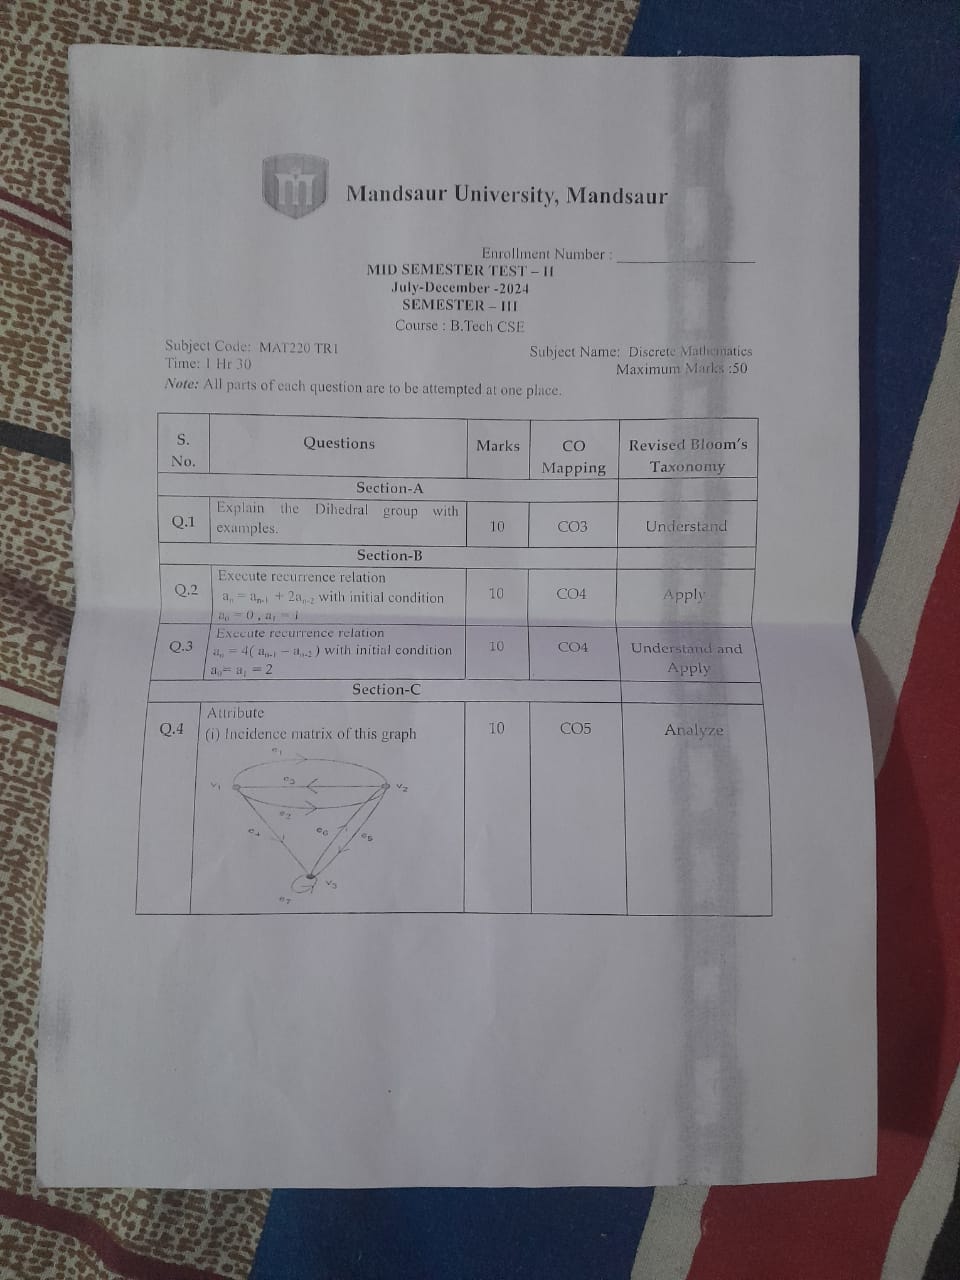 Mandsaur University, Mandsaur
Enrollment Number :
MID SEMESTER TEST – II
July-December -2024
SEMESTER – III
Course : B.Tech CSE
Subject Code: MAT220 TR1 Subject Name: Discrete Mathematics
Time: 1 Hr 30 Maximum Marks :50
Note: All parts of each question are to be attempted at one place.
S. No. Questions Marks CO Mapping Revised Bloom's Taxonomy
Section-A
Q.1 Explain the Dihedral group with examples. 10 CO3 Understand
Section-B
Q.2 Execute recurrence relation
aₙ = aₙ₋₁ + 2aₙ₋₂ with initial condition 10 CO4 Apply
a₀ = 0 , a₁ = 1
Q.3 Execute recurrence relation
aₙ = 4( aₙ₋₁ – aₙ₋₂ ) with initial condition 10 CO4 Understand and Apply
a₀= a₁ = 2
Section-C
Q.4 Attribute
(i) Incidence matrix of this graph 10 CO5 Analyze
e₁
v₁ e₃ v₂
e₂
e₄ e₆ e₅
v₃
e₇